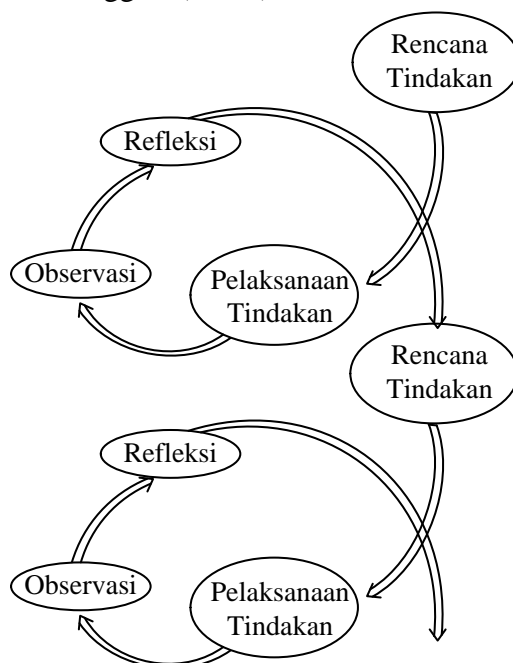 Rencana
Tindakan
Refleksi
Observasi
Pelaksanaan
Tindakan
Rencana
Tindakan
Refleksi
Observasi
Pelaksanaan
Tindakan